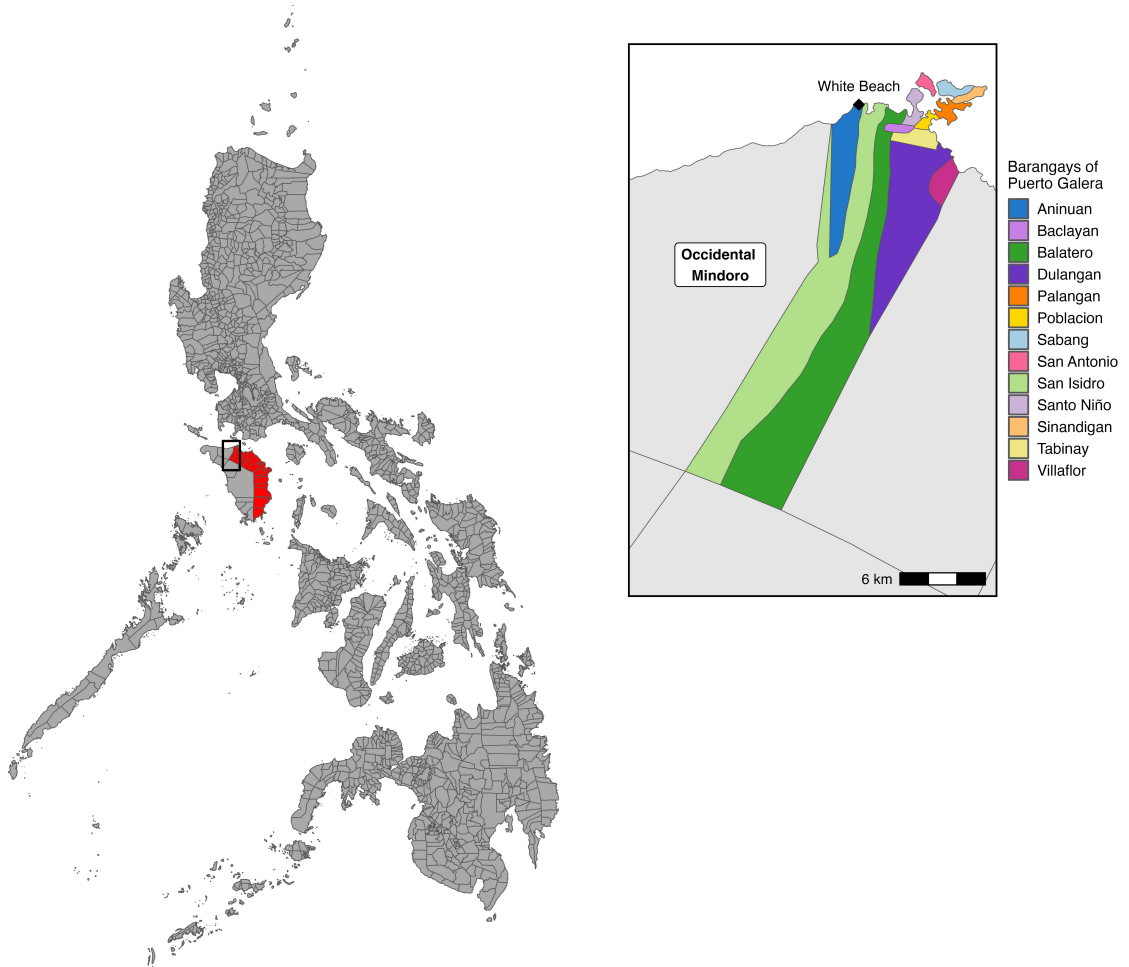 White Beach
Occidental
Mindoro
6 km
Barangays of
Puerto Galera
Aninuan
Baclayan
Balatero
Dulangan
Palangan
Poblacion
Sabang
San Antonio
San Isidro
Santo Niño
Sinandigan
Tabinay
Villaflor